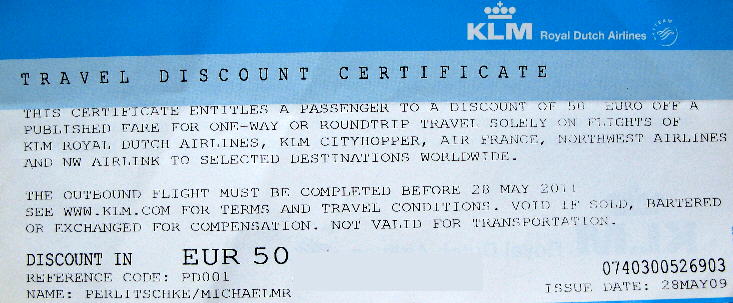 KLM Royal Dutch Airlines
TRAVEL DISCOUNT CERTIFICATE
THIS CERTIFICATE ENTITLES A PASSENGER TO A DISCOUNT OF 50 EURO OFF A
PUBLISHED FARE FOR ONE-WAY OR ROUNDTRIP TRAVEL SOLELY ON FLIGHTS OF
KLM ROYAL DUTCH AIRLINES, KLM CITYHOPPER, AIR FRANCE, NORTHWEST AIRLINES
AND NW AIRLINK TO SELECTED DESTINATIONS WORLDWIDE.
THE OUTBOUND FLIGHT MUST BE COMPLETED BEFORE 28 MAY 2011
SEE WWW.KLM.COM FOR TERMS AND TRAVEL CONDITIONS. VOID IF SOLD, BARTERED
OR EXCHANGED FOR COMPENSATION. NOT VALID FOR TRANSPORTATION.
DISCOUNT IN EUR 50
REFERENCE CODE: PD001
0740300526903
NAME: PERLITSCHKE/MICHAELMR
ISSUE DATE: 28MAY09